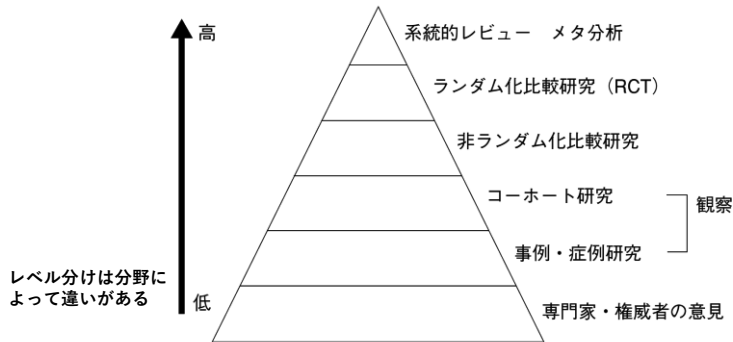 高
系統的レビュー　メタ分析
ランダム化比較研究（RCT）
非ランダム化比較研究
コーホート研究
観察
事例・症例研究
レベル分けは分野に
よって違いがある
低
専門家・権威者の意見